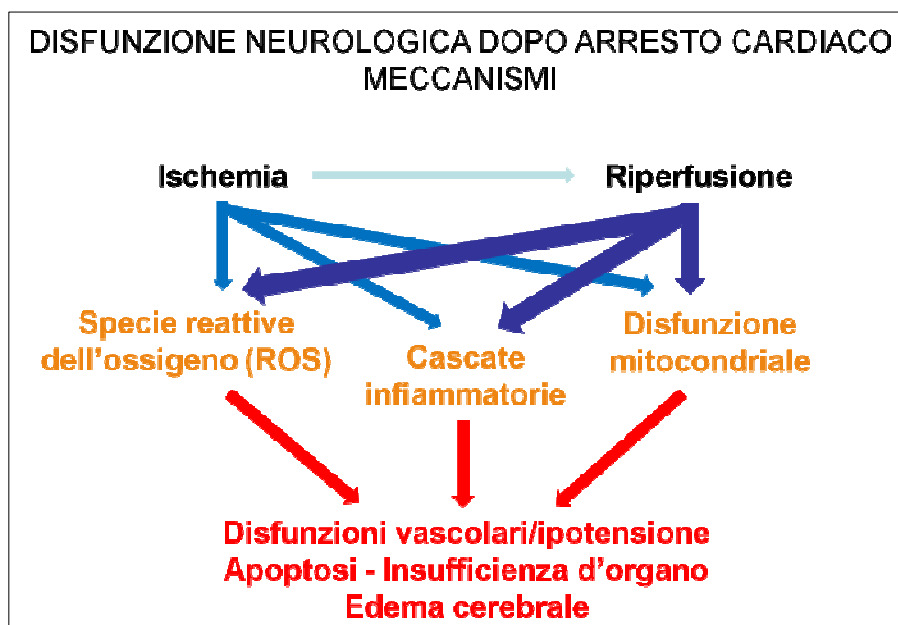 DISFUNZIONE NEUROLOGICA DOPO ARRESTO CARDIACO
MECCANISMI
Ischemia
Riperfusione
Specie reattive
dell'ossigeno (ROS)
Cascate
infiammatorie
Disfunzione
mitocondriale
Disfunzioni vascolari/ipotensione
Apoptosi - Insufficienza d'organo
Edema cerebrale